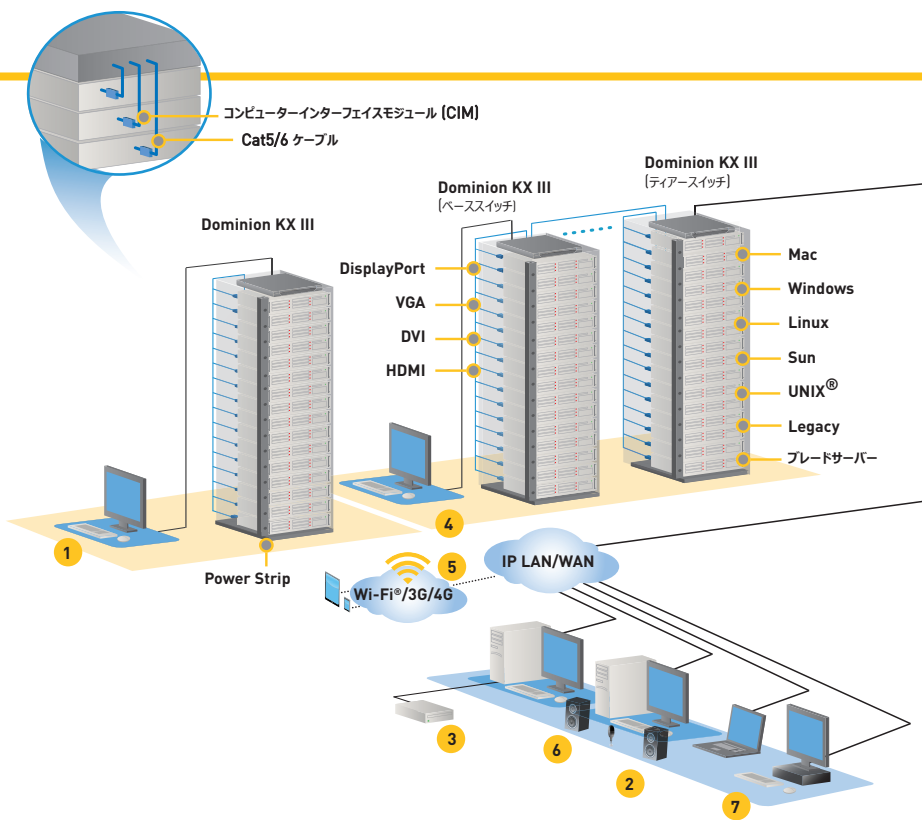 コンピューターインターフェイスモジュール (CIM)
Cat5/6 ケーブル
Dominion KX III
Dominion KX III
(ベーススイッチ)
Dominion KX III
(ティアースイッチ)
DisplayPort
VGA
DVI
HDMI
Mac
Windows
Linux
Sun
UNIX®
Legacy
ブレードサーバー
1
Power Strip
4
5
Wi-Fi®/3G/4G
IP LAN/WAN
3
6
2
7